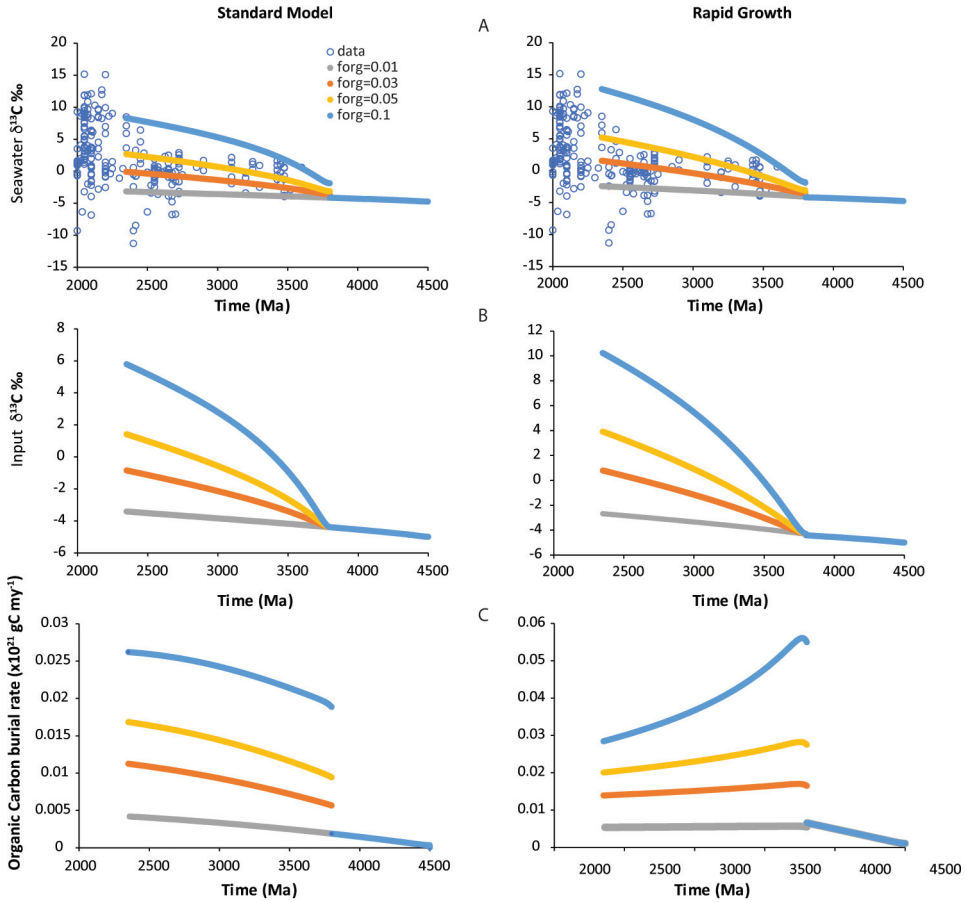 Standard Model
A
Rapid Growth
Seawater δ¹³C ‰
20
15
10
5
0
-5
-10
-15
2000 2500 3000 3500 4000 4500
Time (Ma)
data
forg=0.01
forg=0.03
forg=0.05
forg=0.1
20
15
10
5
0
-5
-10
-15
2000 2500 3000 3500 4000 4500
Time (Ma)
B
Input δ¹³C ‰
8
6
4
2
0
-2
-4
-6
2000 2500 3000 3500 4000 4500
Time (Ma)
12
10
8
6
4
2
0
-2
-4
-6
2000 2500 3000 3500 4000 4500
Time (Ma)
C
Organic Carbon burial rate (x10²¹ gC my⁻¹)
0.03
0.025
0.02
0.015
0.01
0.005
0
2000 2500 3000 3500 4000 4500
Time (Ma)
0.06
0.05
0.04
0.03
0.02
0.01
0
2000 2500 3000 3500 4000 4500
Time (Ma)